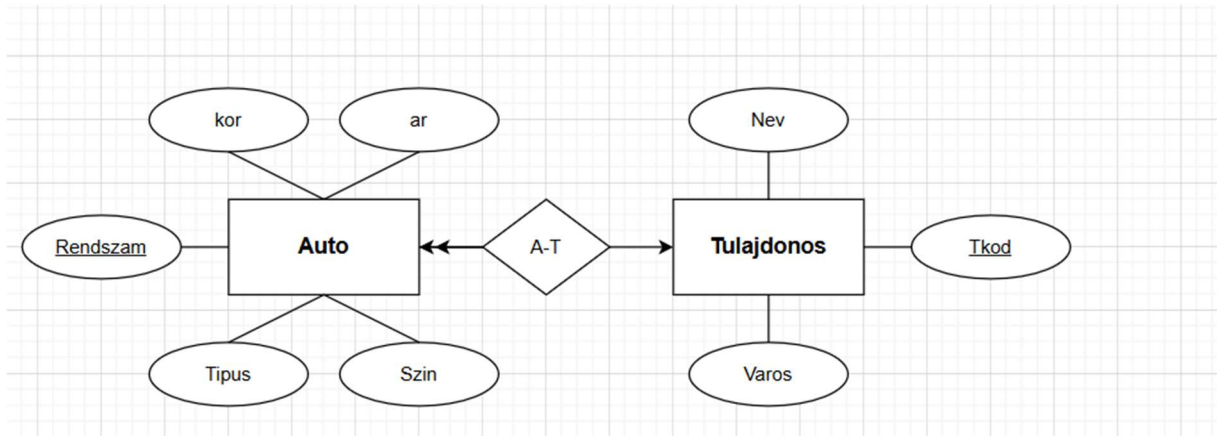 kor
ar
Nev
Rendszam
Auto
A-T
Tulajdonos
Tkod
Tipus
Szin
Varos